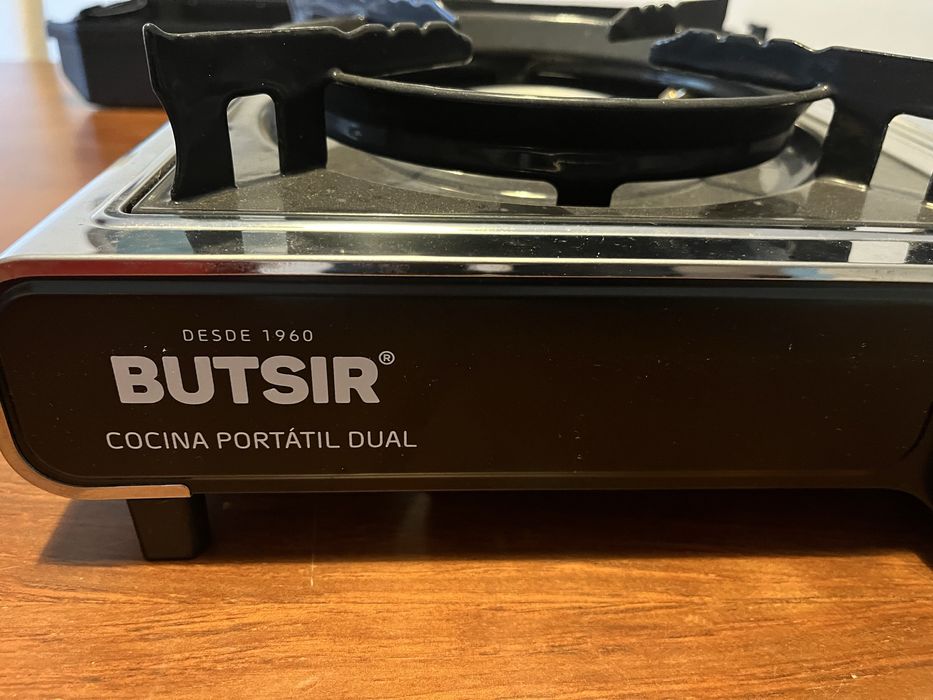 DESDE 1960
BUTSIR®
COCINA PORTÁTIL DUAL